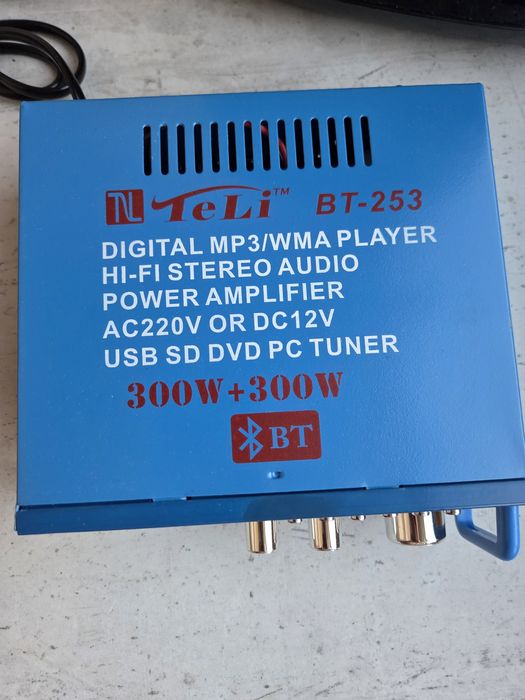 TeLi™ BT-253
DIGITAL MP3/WMA PLAYER
HI-FI STEREO AUDIO
POWER AMPLIFIER
AC220V OR DC12V
USB SD DVD PC TUNER
300W+300W
BT